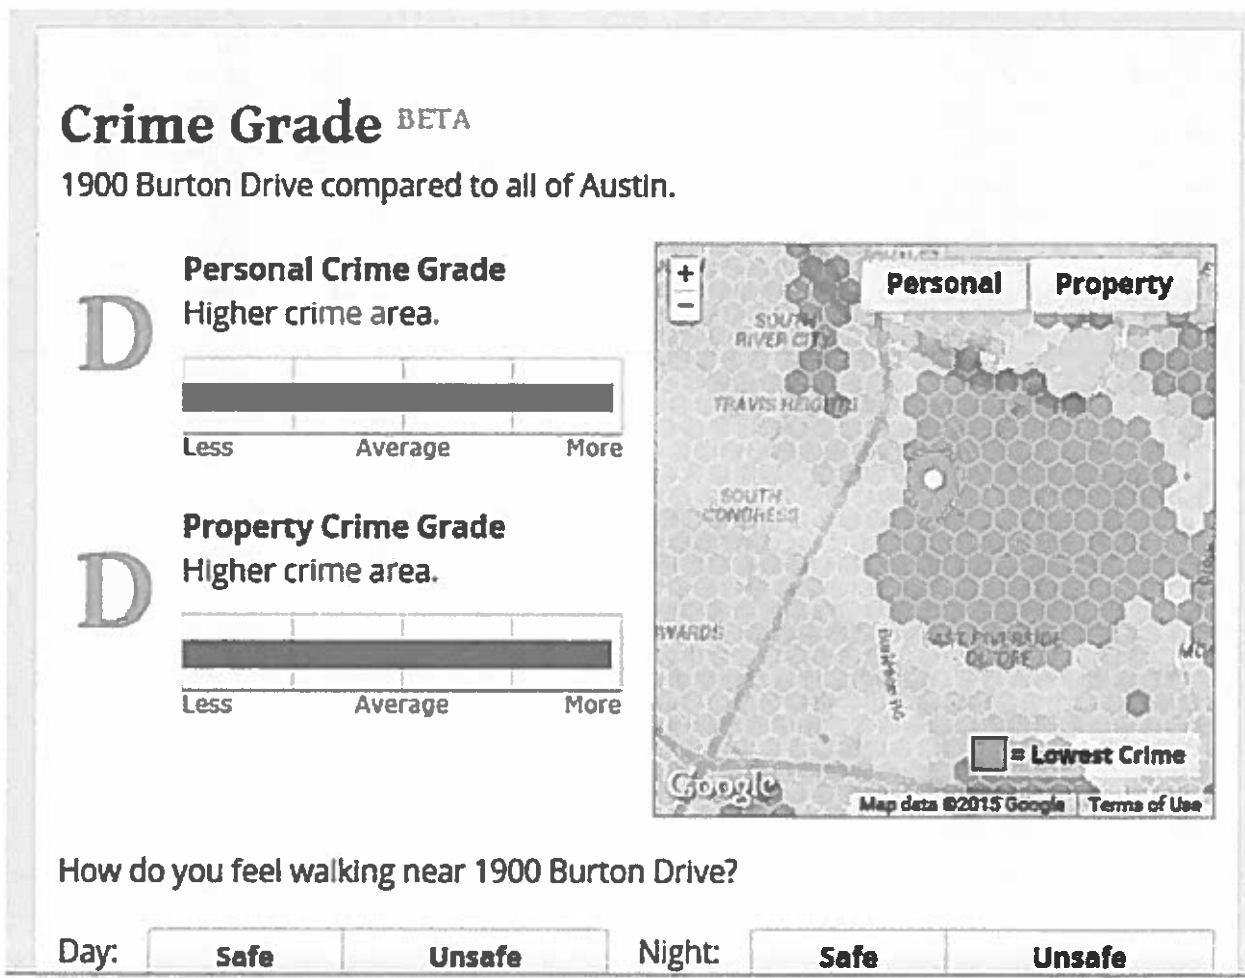 Crime Grade BETA
1900 Burton Drive compared to all of Austin.
D
Personal Crime Grade
Higher crime area.
Less Average More
D
Property Crime Grade
Higher crime area.
Less Average More
+
−
Personal Property
SOUTH
RIVER CITY
TRAVIS HEIGHTS
SOUTH
CONGRESS
= Lowest Crime
Google
Map data ©2015 Google Terms of Use
How do you feel walking near 1900 Burton Drive?
Day: Safe Unsafe Night: Safe Unsafe